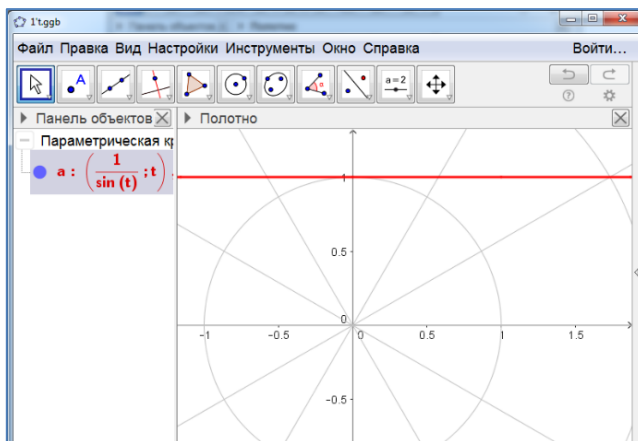 1't.ggb
Файл Правка Вид Настройки Инструменты Окно Справка Войти...
A a=2
Панель объектов Полотно
Параметрическая кр
a : (1/sin (t) ; t)
1
0.5
0
-1 -0.5 0 0.5 1 1.5
-0.5